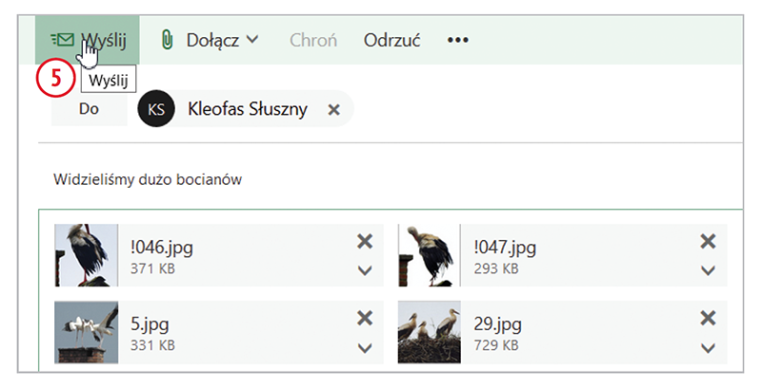 Wyślij Dołącz Chroń Odrzuć •••
5 Wyślij
Do KS Kleofas Słuszny
Widzieliśmy dużo bocianów
!046.jpg
371 KB
!047.jpg
293 KB
5.jpg
331 KB
29.jpg
729 KB